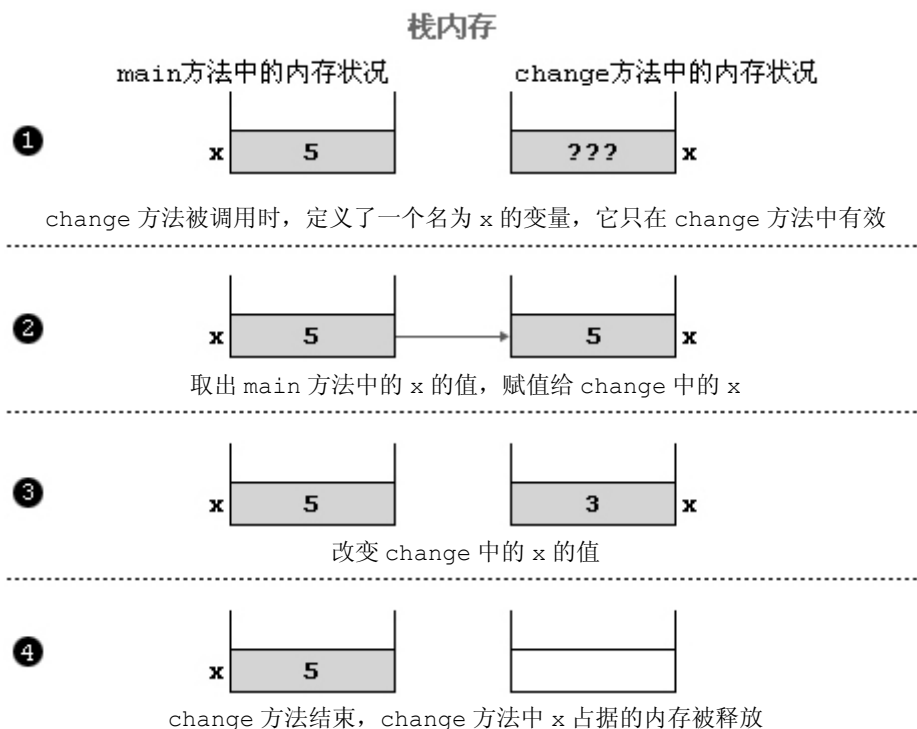 栈内存
main方法中的内存状况 change方法中的内存状况
❶ x 5 ??? x
change 方法被调用时，定义了一个名为 x 的变量，它只在 change 方法中有效
❷ x 5 5 x
取出 main 方法中的 x 的值，赋值给 change 中的 x
❸ x 5 3 x
改变 change 中的 x 的值
❹ x 5
change 方法结束，change 方法中 x 占据的内存被释放